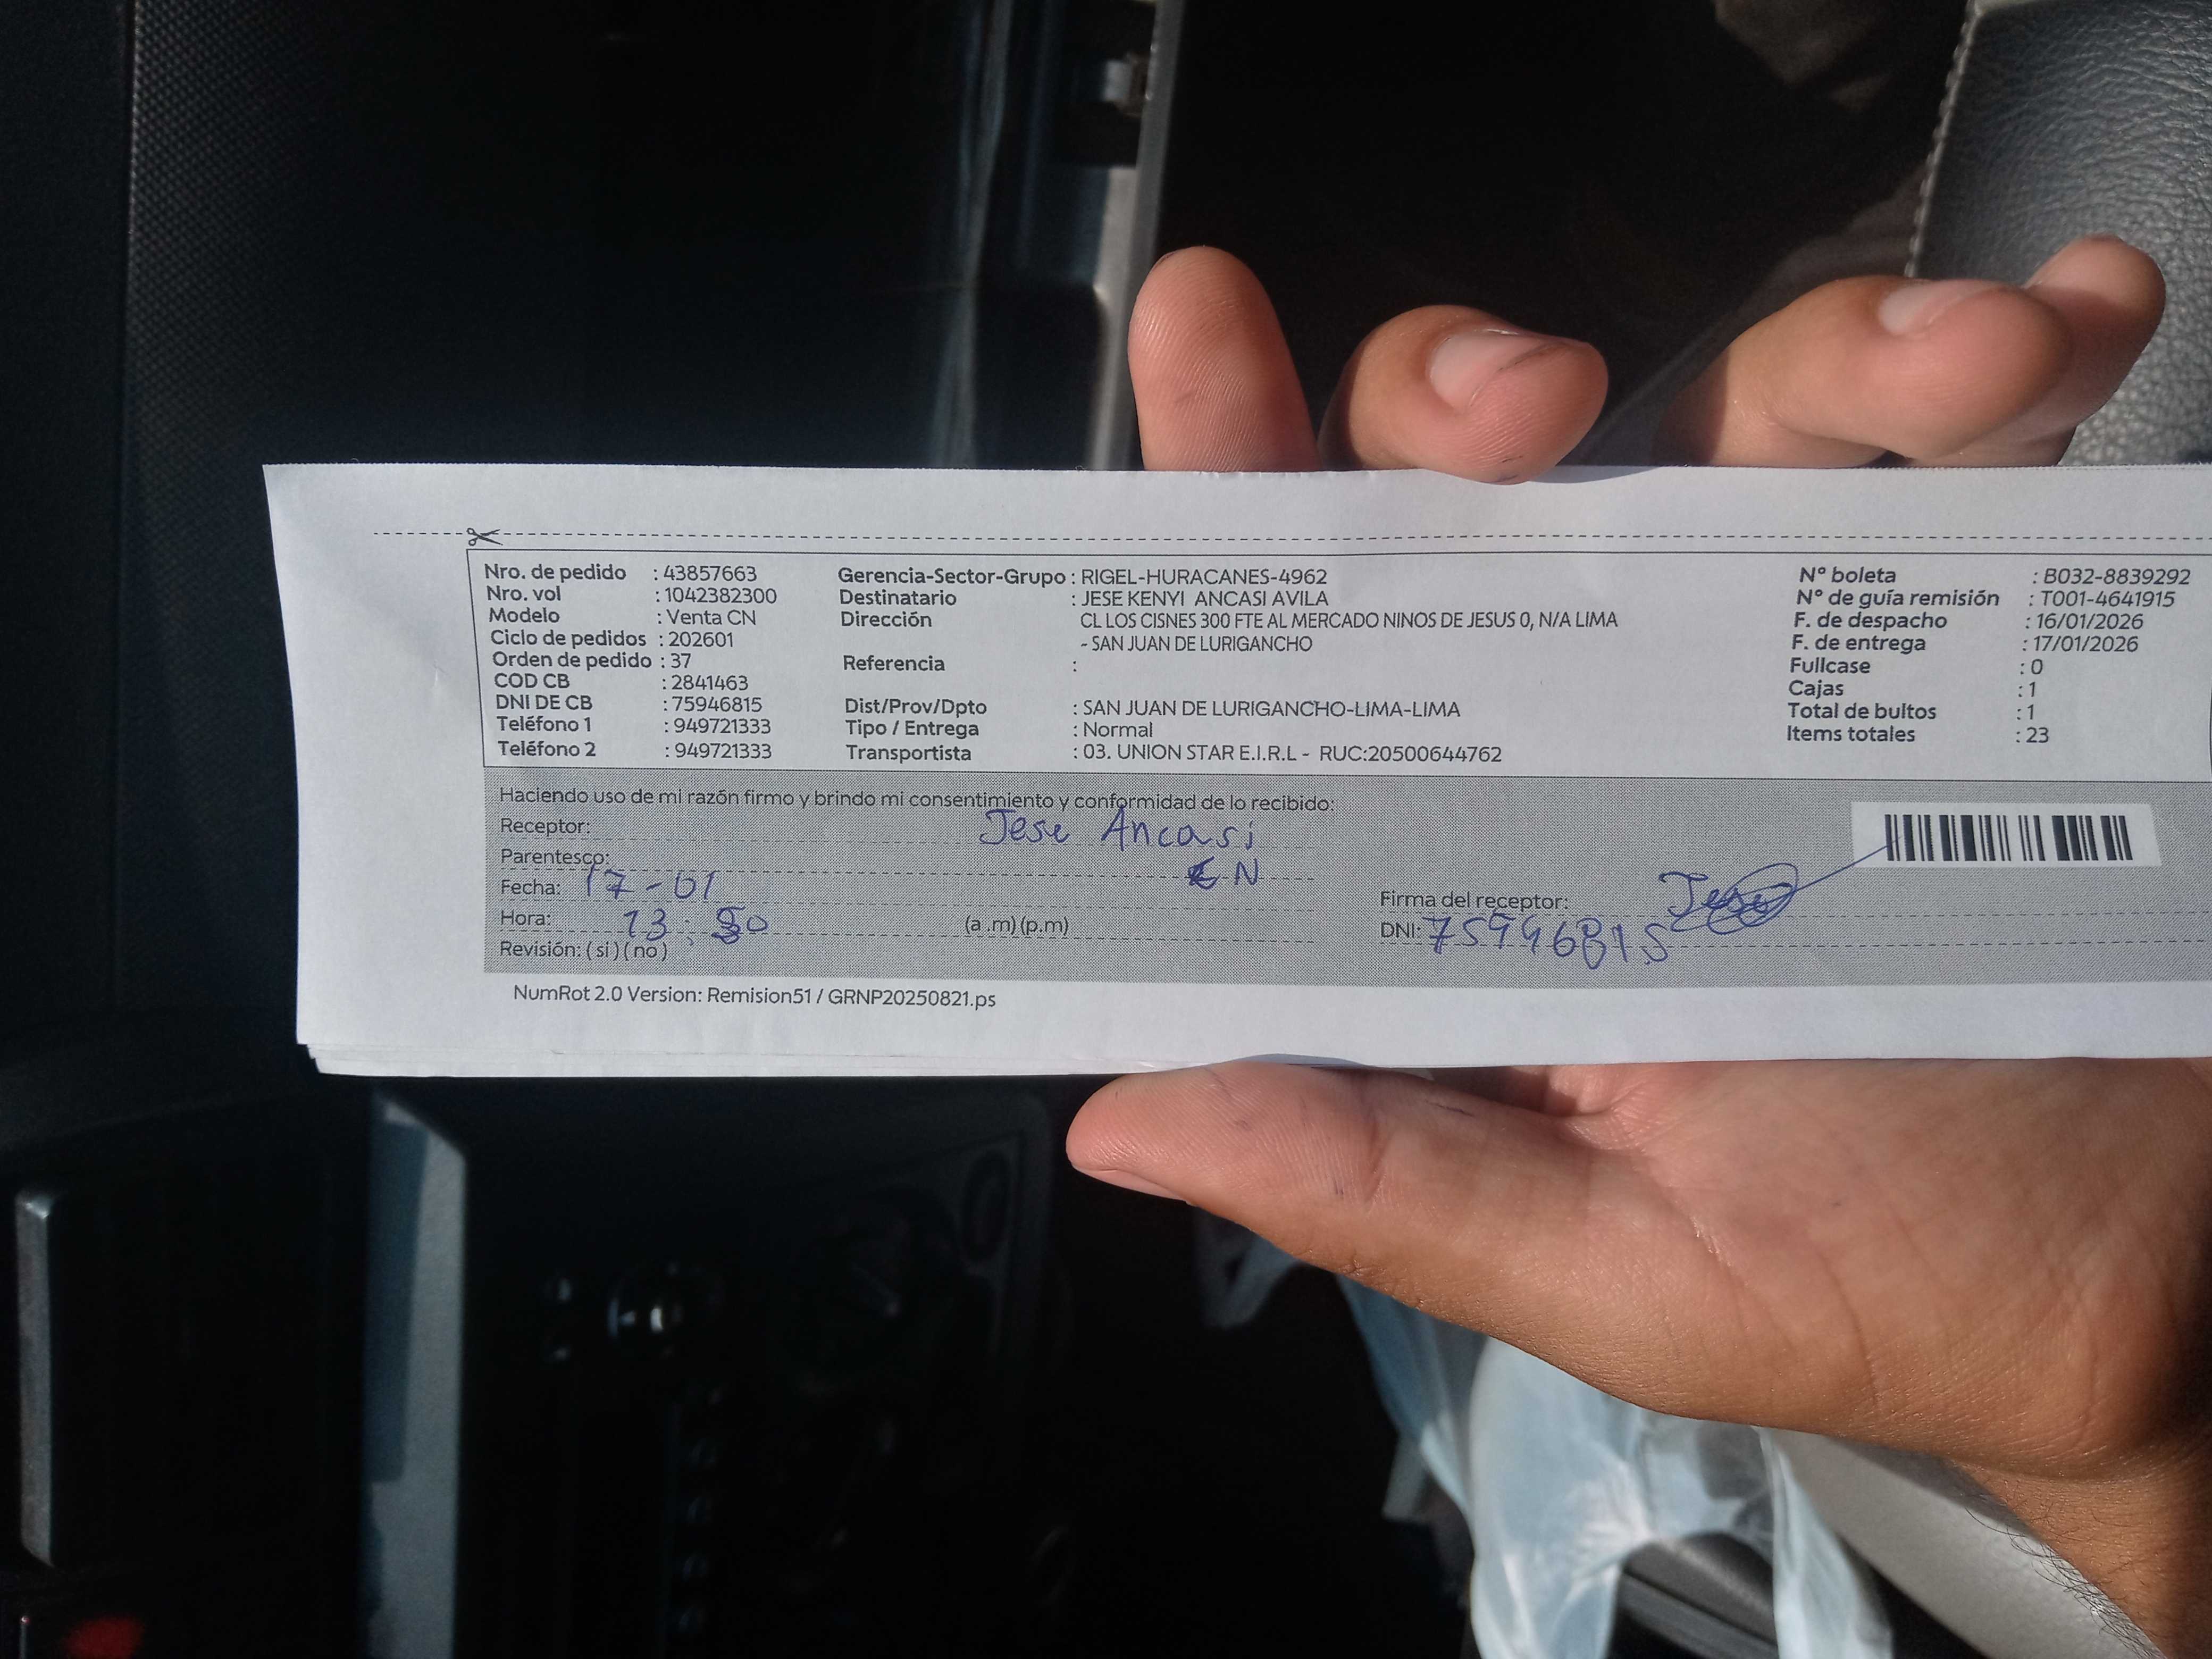 Nro. de pedido : 43857663
Nro. vol : 1042382300
Modelo : Venta CN
Ciclo de pedidos : 202601
Orden de pedido : 37
COD CB : 2841463
DNI DE CB : 75946815
Teléfono 1 : 949721333
Teléfono 2 : 949721333
Gerencia-Sector-Grupo : RIGEL-HURACANES-4962
Destinatario : JESE KENYI ANCASI AVILA
Dirección CL LOS CISNES 300 FTE AL MERCADO NINOS DE JESUS 0, N/A LIMA
- SAN JUAN DE LURIGANCHO
Referencia :
Dist/Prov/Dpto : SAN JUAN DE LURIGANCHO-LIMA-LIMA
Tipo / Entrega : Normal
Transportista : 03. UNION STAR E.I.R.L - RUC:20500644762
N° boleta : B032-8839292
N° de guía remisión : T001-4641915
F. de despacho : 16/01/2026
F. de entrega : 17/01/2026
Fullcase : 0
Cajas : 1
Total de bultos : 1
Items totales : 23
Haciendo uso de mi razón firmo y brindo mi consentimiento y conformidad de lo recibido:
Receptor: Jese Ancasi
Parentesco: N
Fecha: 17-01
Hora: 13: (a .m) (p.m)
Revisión: ( si ) ( no )
Firma del receptor: Jese
DNI: 75946815
NumRot 2.0 Version: Remision51 / GRNP20250821.ps